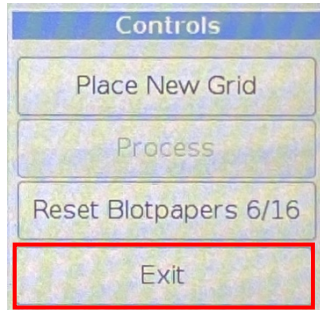 Controls
Place New Grid
Process
Reset Blotpapers 6/16
Exit